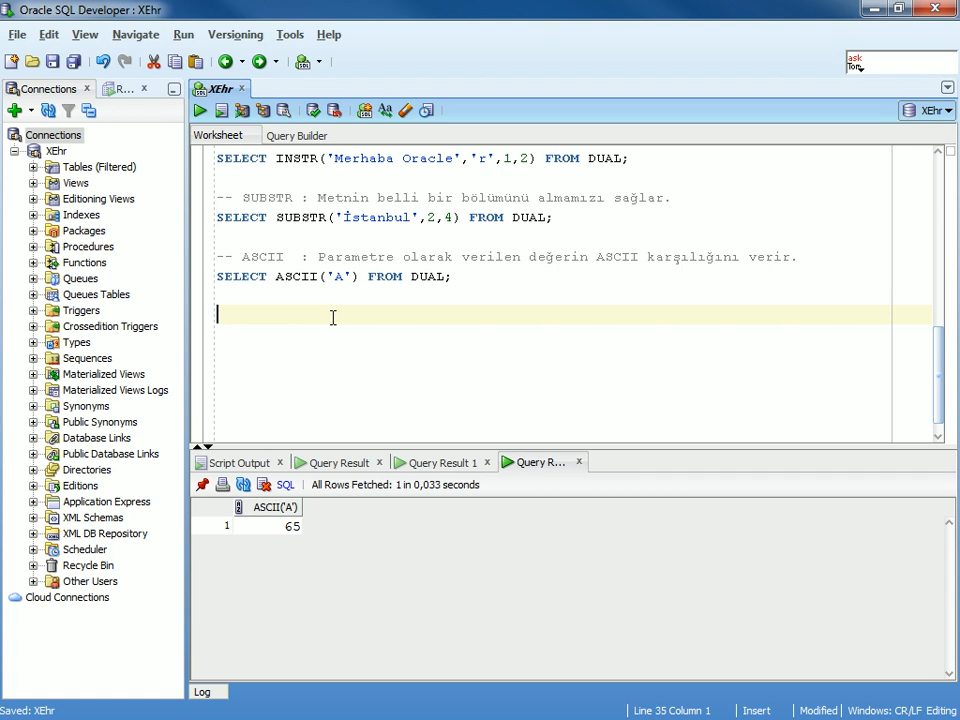 Oracle SQL Developer : XEhr
File Edit View Navigate Run Versioning Tools Help
ask
Tom
Connections R...
XEhr
XEhr
Worksheet Query Builder
Connections
XEhr
Tables (Filtered)
Views
Editioning Views
Indexes
Packages
Procedures
Functions
Queues
Queues Tables
Triggers
Crossedition Triggers
Types
Sequences
Materialized Views
Materialized Views Logs
Synonyms
Public Synonyms
Database Links
Public Database Links
Directories
Editions
Application Express
XML Schemas
XML DB Repository
Scheduler
Recycle Bin
Other Users
Cloud Connections
SELECT INSTR('Merhaba Oracle','r',1,2) FROM DUAL;
-- SUBSTR : Metnin belli bir bölümünü almamızı sağlar.
SELECT SUBSTR('İstanbul',2,4) FROM DUAL;
-- ASCII : Parametre olarak verilen değerin ASCII karşılığını verir.
SELECT ASCII('A') FROM DUAL;
Script Output Query Result Query Result 1 Query R...
SQL All Rows Fetched: 1 in 0,033 seconds
ASCII('A')
1 65
Log
Saved: XEhr Line 35 Column 1 Insert Modified Windows: CR/LF Editing